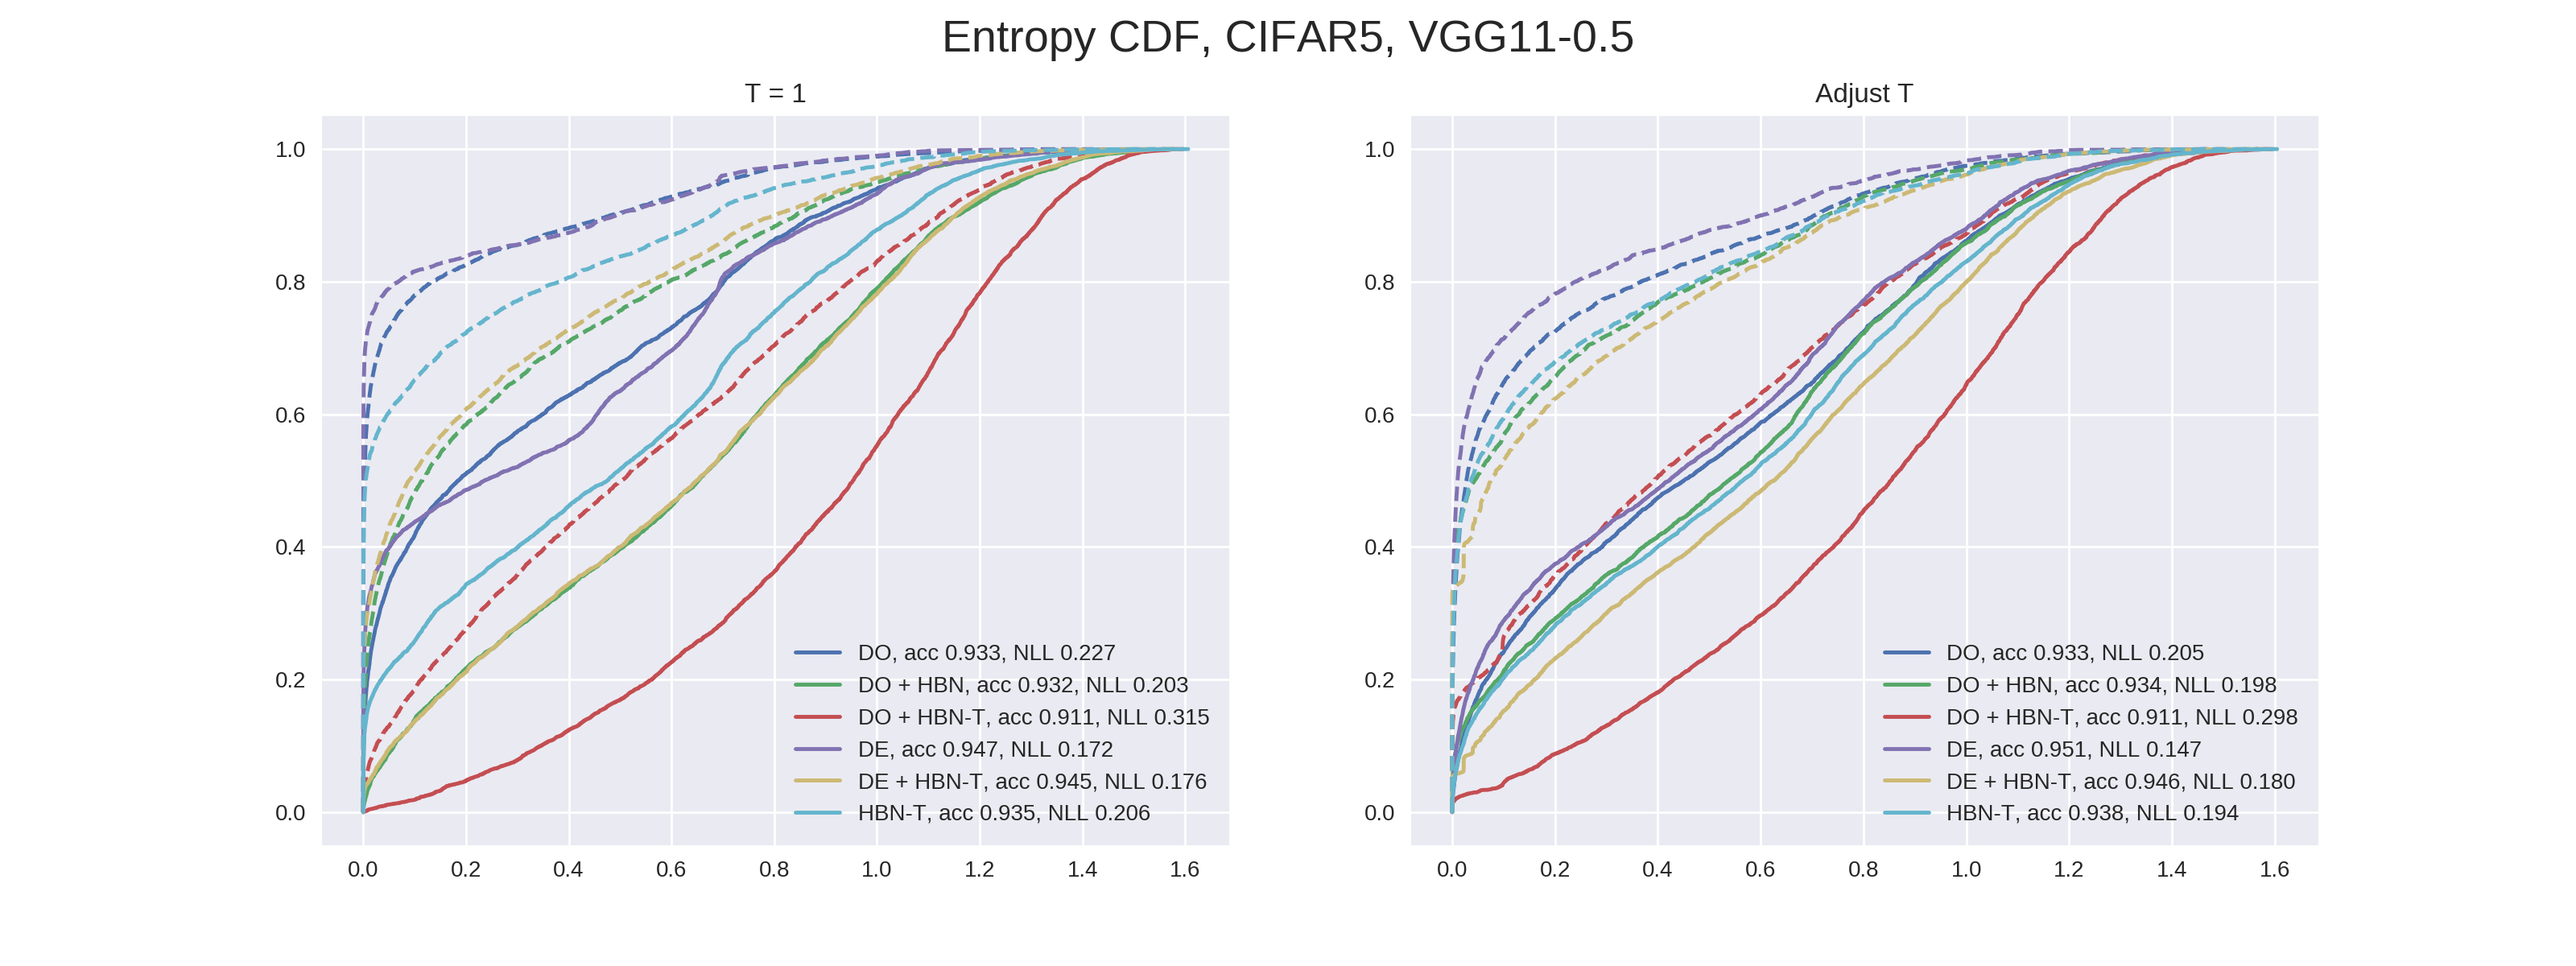 Entropy CDF, CIFAR5, VGG11-0.5
T = 1
1.0
0.8
0.6
0.4
0.2
0.0
DO, acc 0.933, NLL 0.227
DO + HBN, acc 0.932, NLL 0.203
DO + HBN-T, acc 0.911, NLL 0.315
DE, acc 0.947, NLL 0.172
DE + HBN-T, acc 0.945, NLL 0.176
HBN-T, acc 0.935, NLL 0.206
0.0 0.2 0.4 0.6 0.8 1.0 1.2 1.4 1.6
Adjust T
1.0
0.8
0.6
0.4
0.2
0.0
DO, acc 0.933, NLL 0.205
DO + HBN, acc 0.934, NLL 0.198
DO + HBN-T, acc 0.911, NLL 0.298
DE, acc 0.951, NLL 0.147
DE + HBN-T, acc 0.946, NLL 0.180
HBN-T, acc 0.938, NLL 0.194
0.0 0.2 0.4 0.6 0.8 1.0 1.2 1.4 1.6